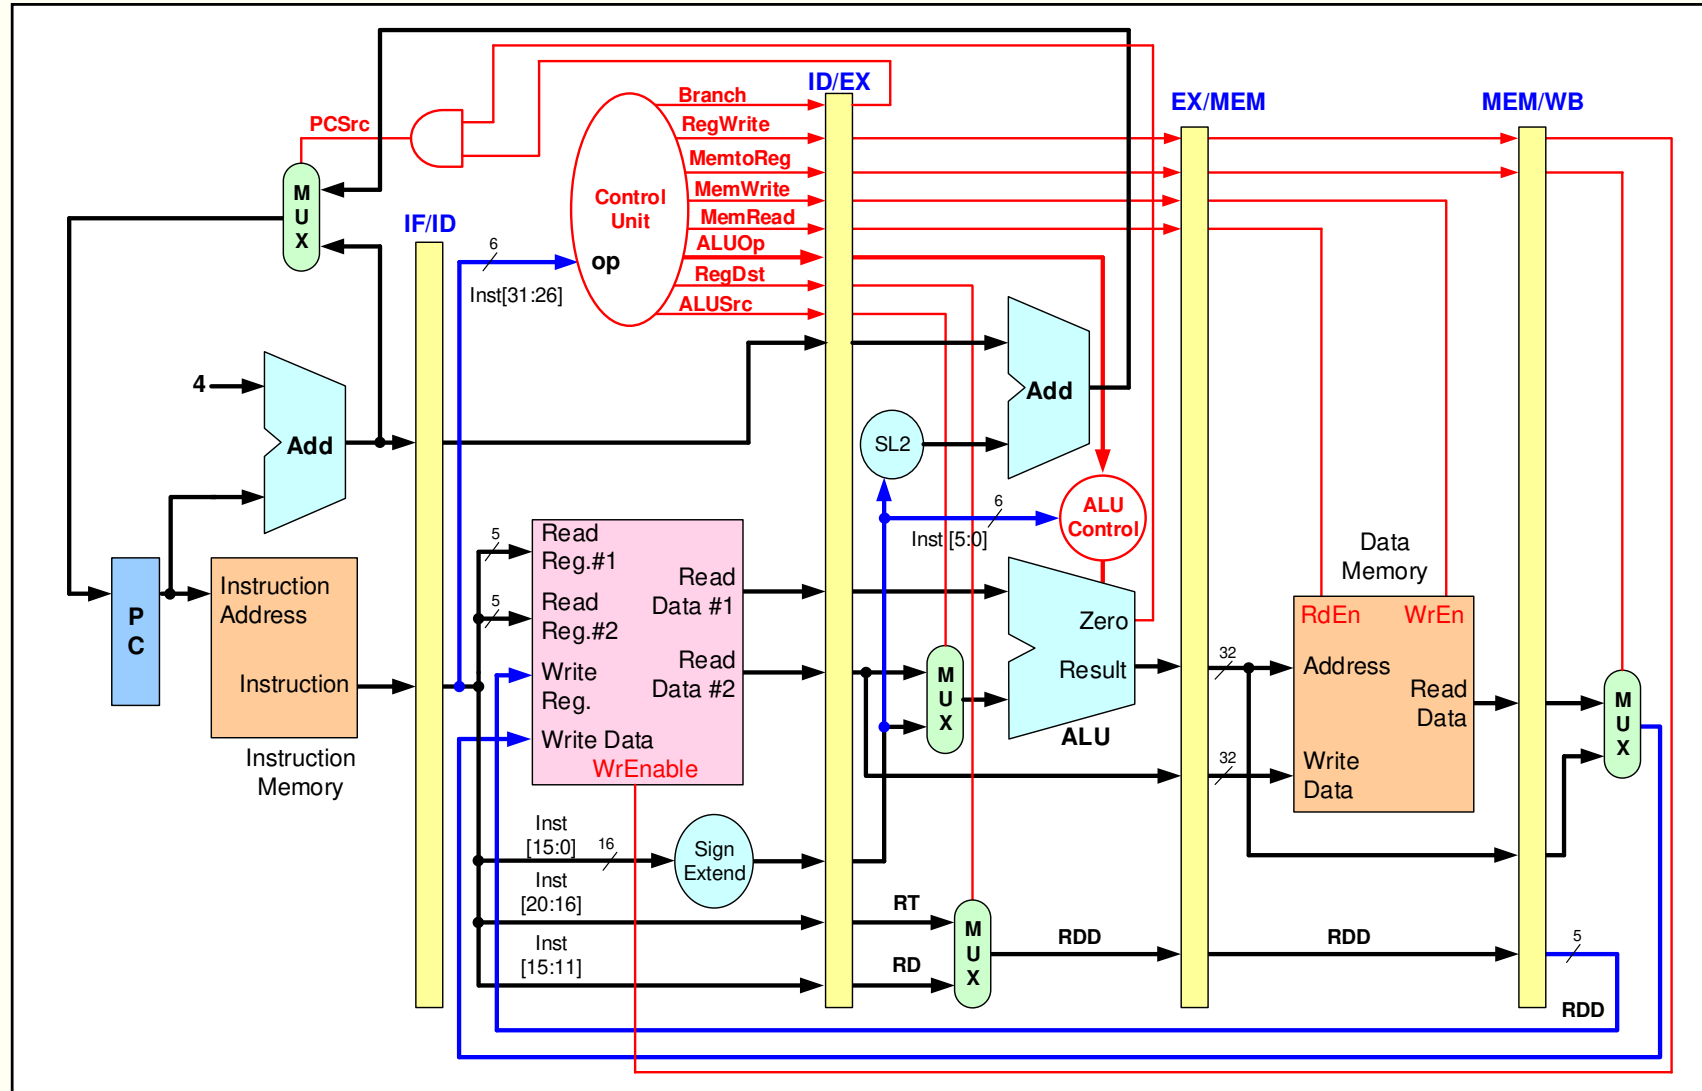 ID/EX
Branch
EX/MEM
MEM/WB
PCSrc
RegWrite
MemtoReg
M
U
X
MemWrite
Control
Unit
MemRead
IF/ID
ALUOp
6
op
RegDst
Inst[31:26]
ALUSrc
4
Add
Add
SL2
6
ALU
Control
Inst [5:0]
5
Read
Reg.#1
Data
Memory
Instruction
Address
Read
Data #1
5
Read
Reg.#2
P
C
Zero
RdEn
WrEn
Write
Reg.
Read
Data #2
Result
32
Address
Instruction
M
U
X
Read
Data
M
U
X
Write Data
ALU
WrEnable
Instruction
Memory
32
Write
Data
Inst
[15:0]
16
Sign
Extend
Inst
[20:16]
RT
M
U
X
Inst
[15:11]
RD
RDD
RDD
5
RDD